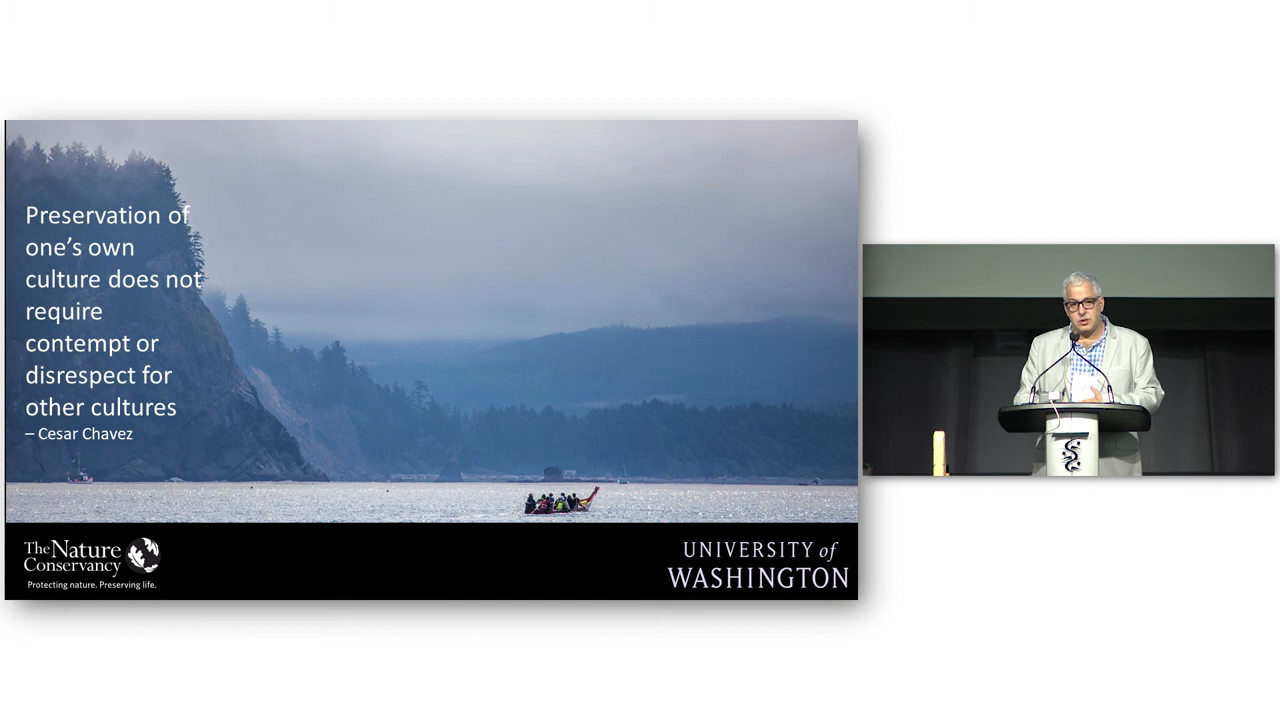 Preservation of
one’s own
culture does not
require
contempt or
disrespect for
other cultures
– Cesar Chavez
The Nature
Conservancy
Protecting nature. Preserving life.
UNIVERSITY of
WASHINGTON